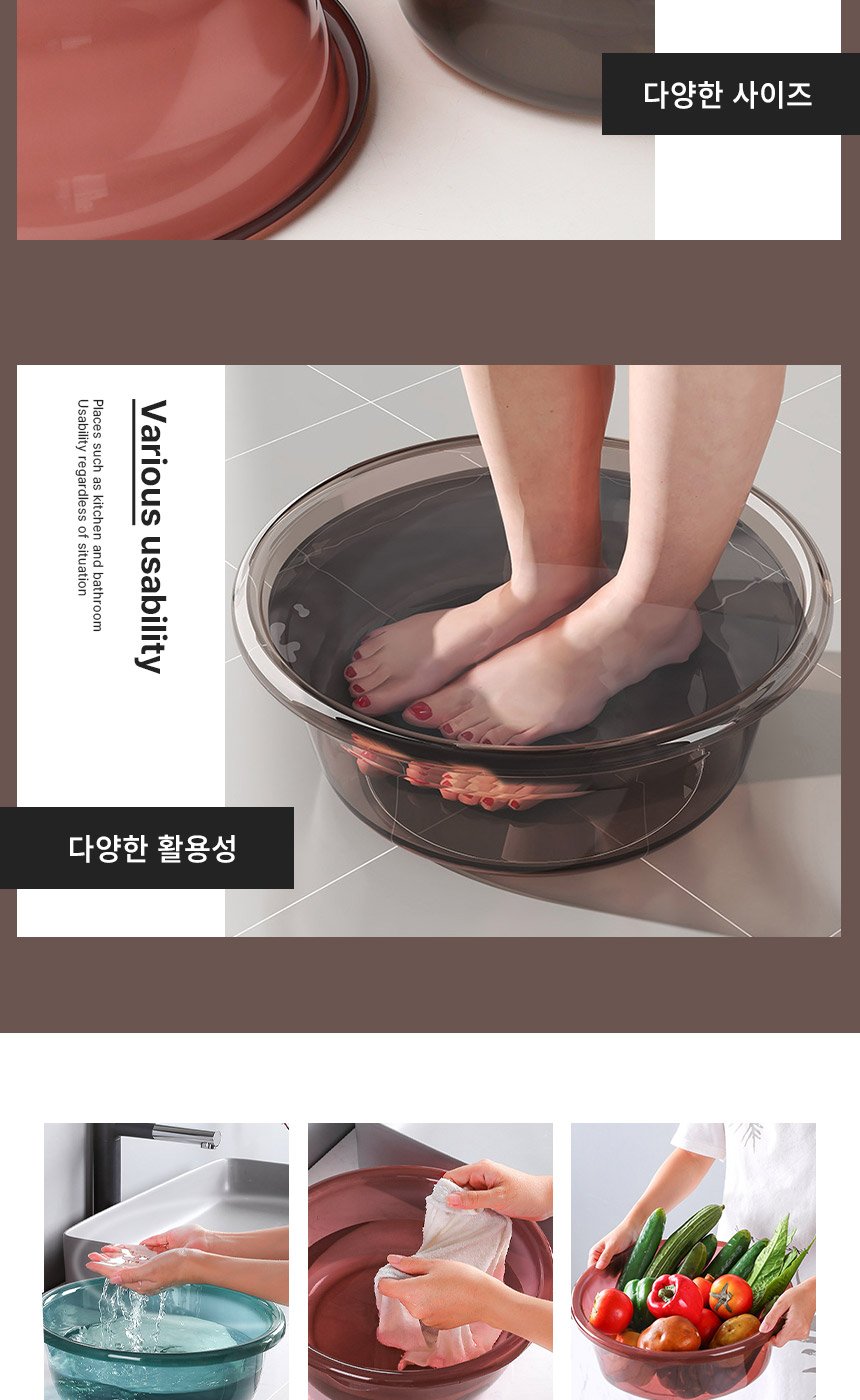 다양한 사이즈
Various usability
Places such as kitchen and bathroom
Usability regardless of situation
다양한 활용성